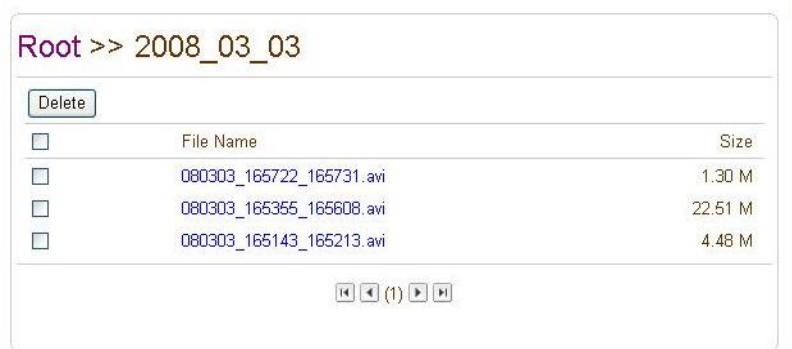 Root >> 2008_03_03
Delete
File Name Size
080303_165722_165731.avi 1.30 M
080303_165355_165608.avi 22.51 M
080303_165143_165213.avi 4.48 M
(1)